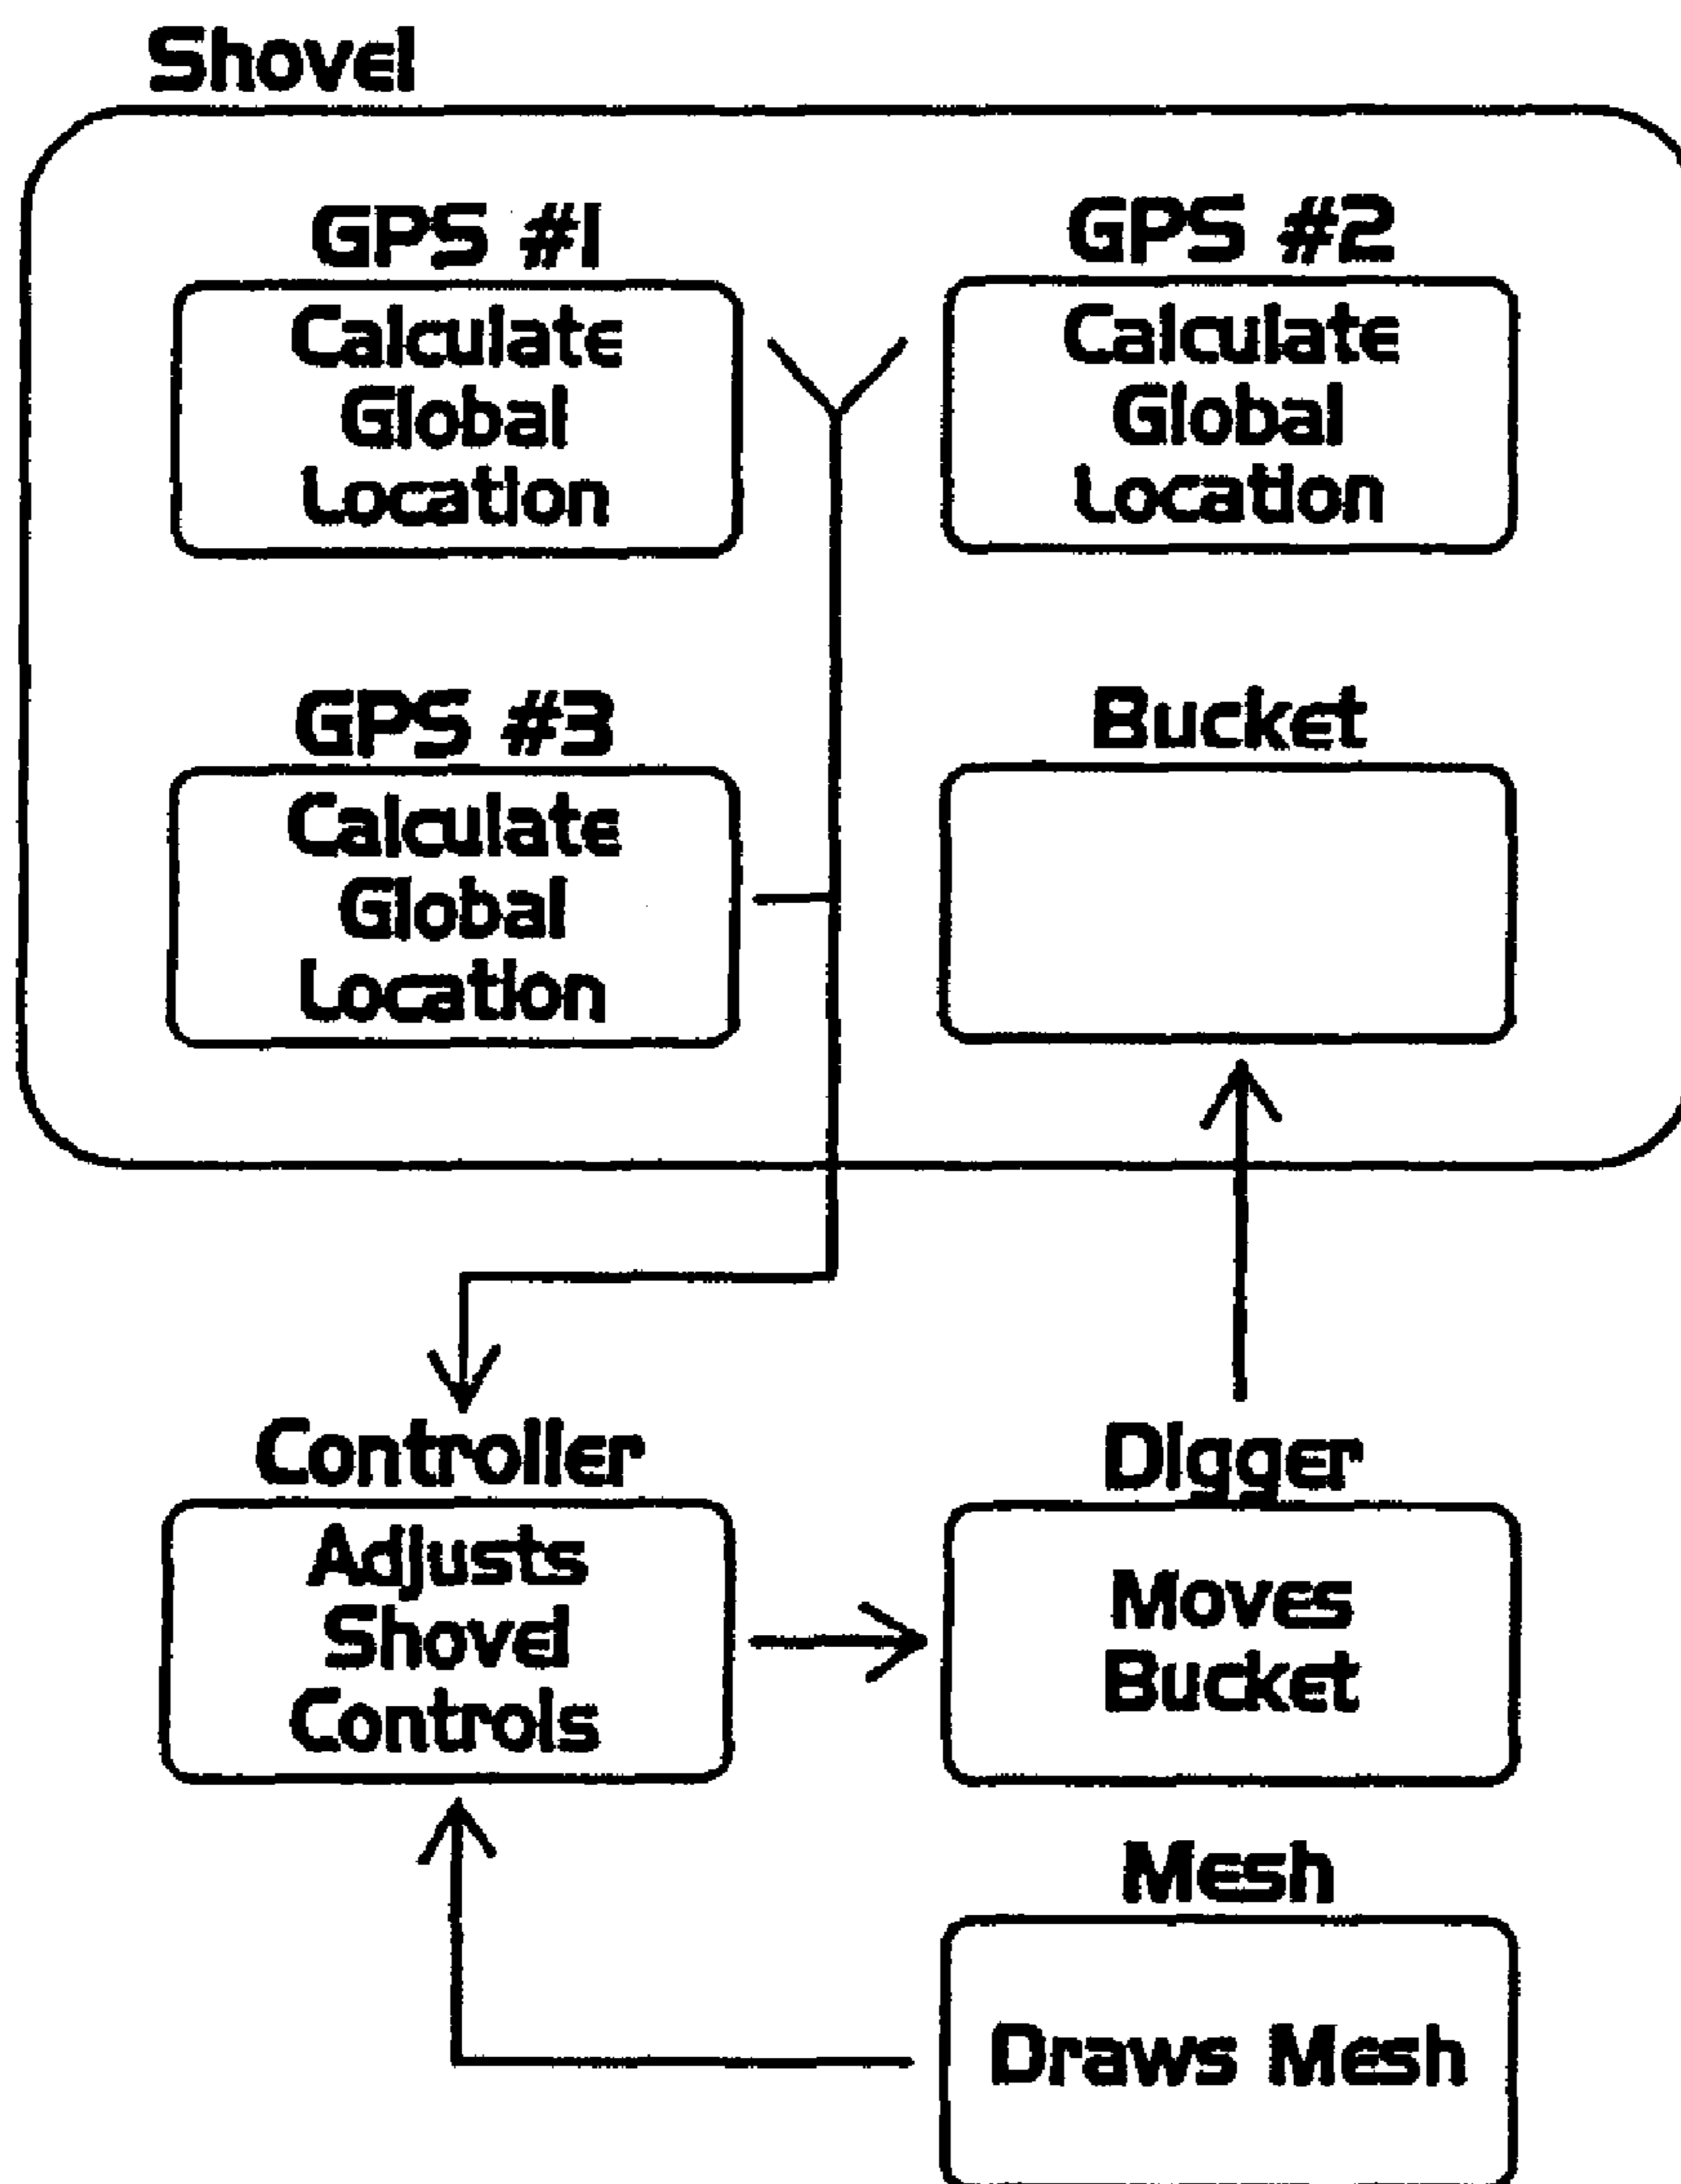 Shovel
GPS #1
Calculate
Global
Location
GPS #2
Calculate
Global
Location
GPS #3
Calculate
Global
Location
Bucket
Controller
Adjusts
Shovel
Controls
Digger
Moves
Bucket
Mesh
Draws Mesh